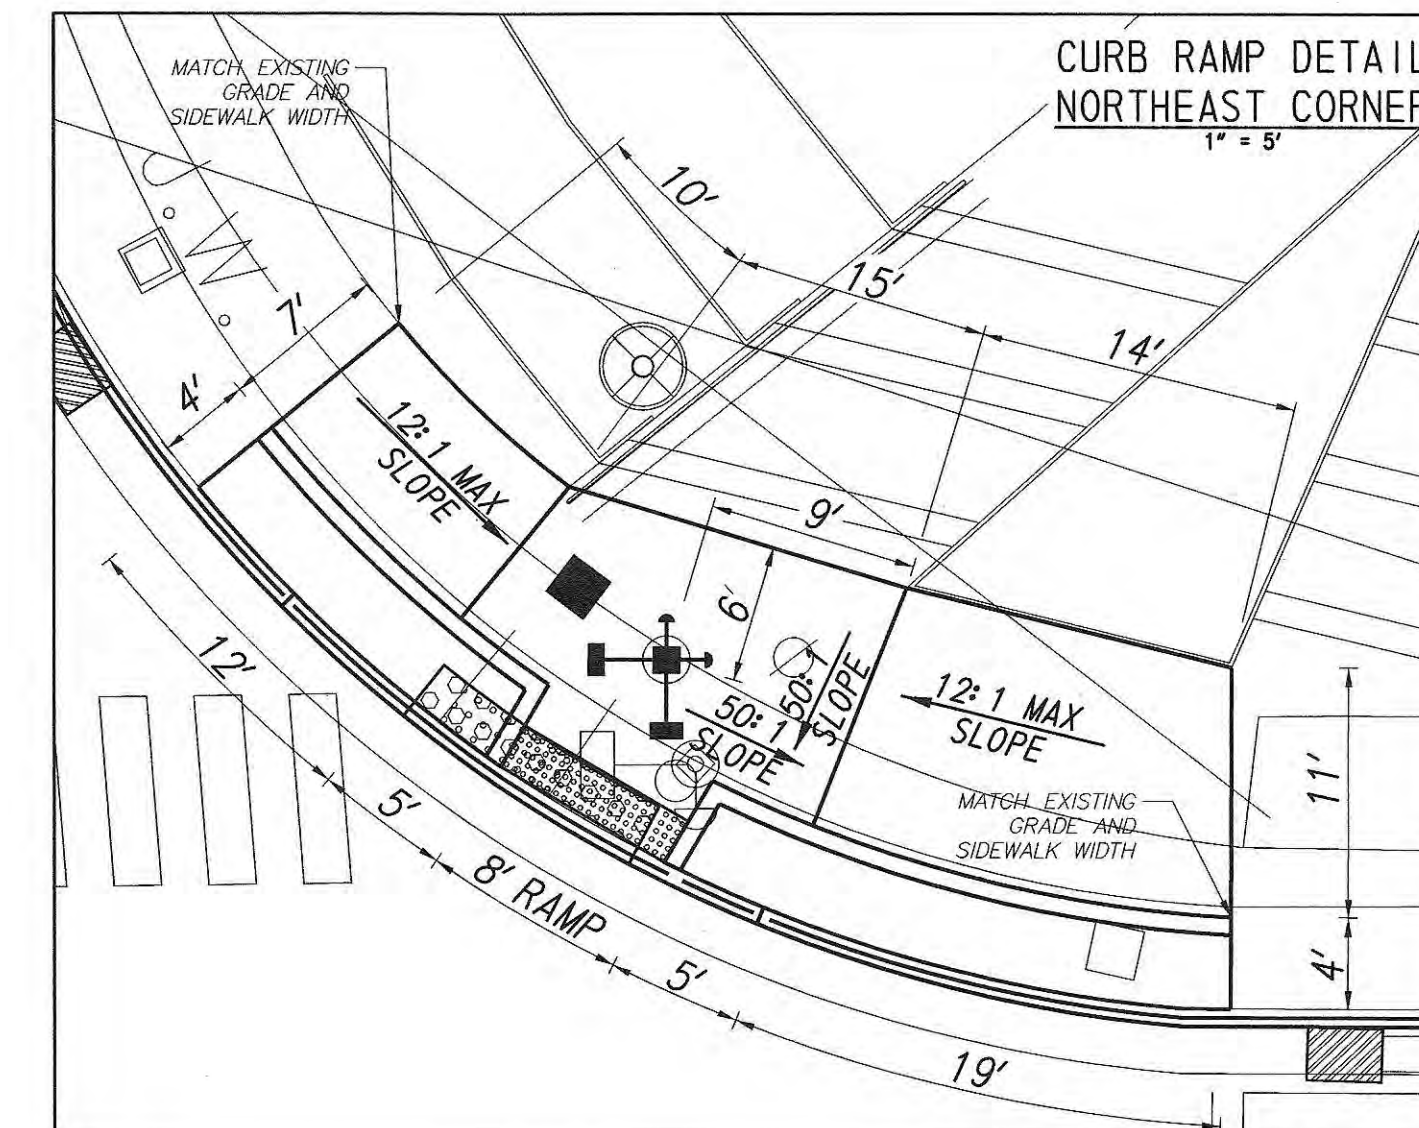 CURB RAMP DETAIL
NORTHEAST CORNER
1" = 5'
MATCH EXISTING
GRADE AND
SIDEWALK WIDTH
10'
15'
14'
7'
4'
12:1 MAX
SLOPE
9'
6'
50:1
SLOPE
50:1
SLOPE
12:1 MAX
SLOPE
MATCH EXISTING
GRADE AND
SIDEWALK WIDTH
11'
4'
12'
5'
8' RAMP
5'
19'